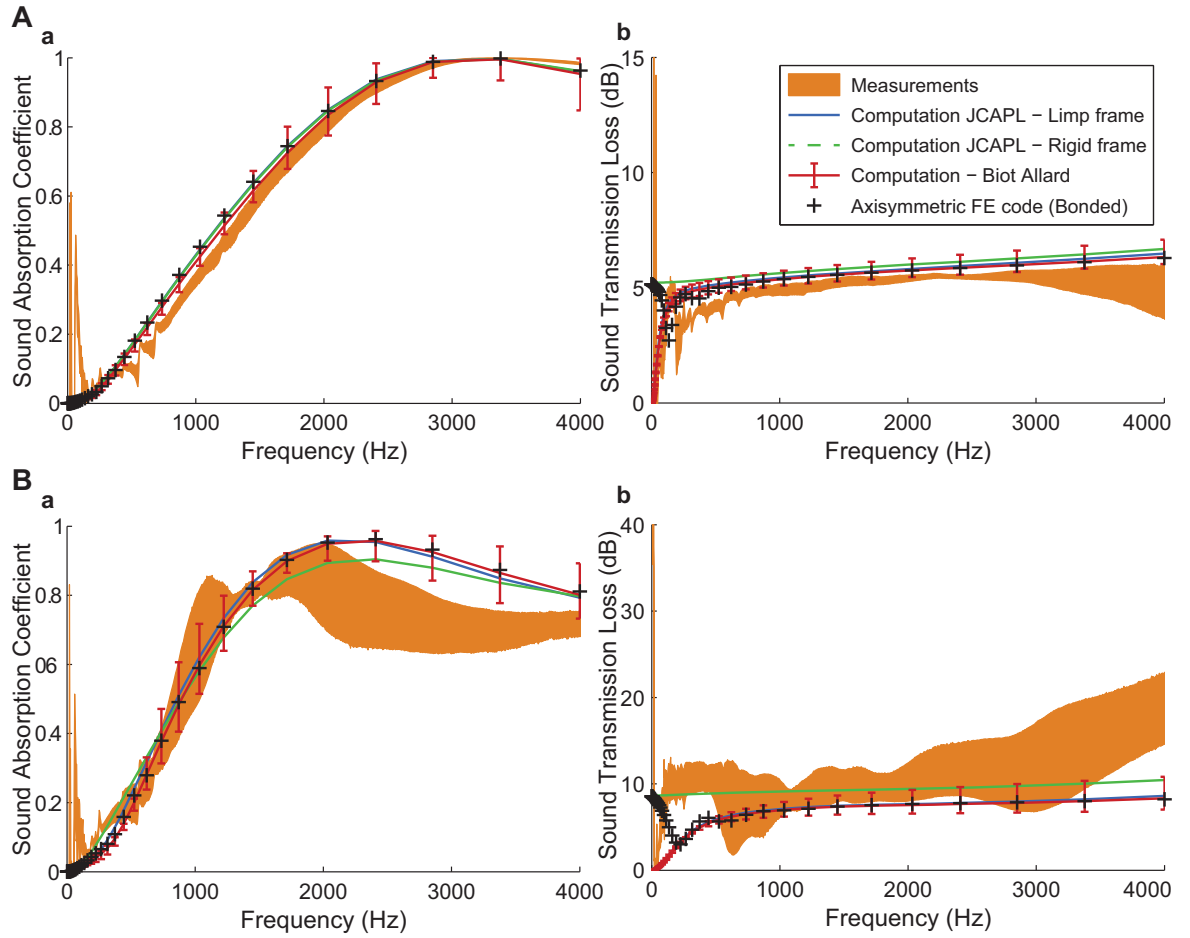 A
a
Sound Absorption Coefficient
1
0.8
0.6
0.4
0.2
0
0
1000
2000
3000
4000
Frequency (Hz)
b
Sound Transmission Loss (dB)
15
10
5
0
0
1000
2000
3000
4000
Frequency (Hz)
Measurements
Computation JCAPL – Limp frame
Computation JCAPL – Rigid frame
Computation – Biot Allard
Axisymmetric FE code (Bonded)
B
a
Sound Absorption Coefficient
1
0.8
0.6
0.4
0.2
0
0
1000
2000
3000
4000
Frequency (Hz)
b
Sound Transmission Loss (dB)
40
30
20
10
0
0
1000
2000
3000
4000
Frequency (Hz)